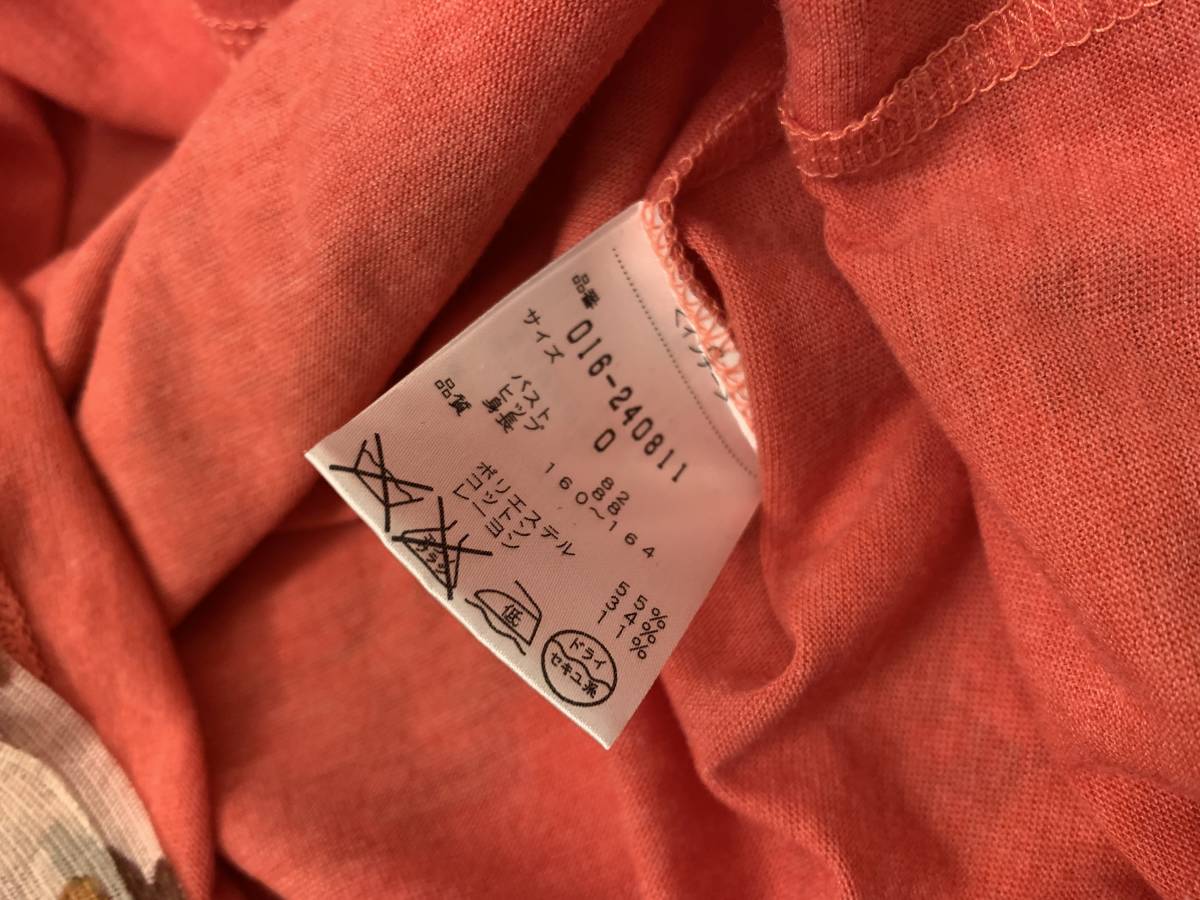 品番 016-240811
サイズ 0
バスト 82
ヒップ 88
身長 160~164
品質 ポリエステル 55%
コットン 34%
レーヨン 11%
低
ドライ
セキユ系